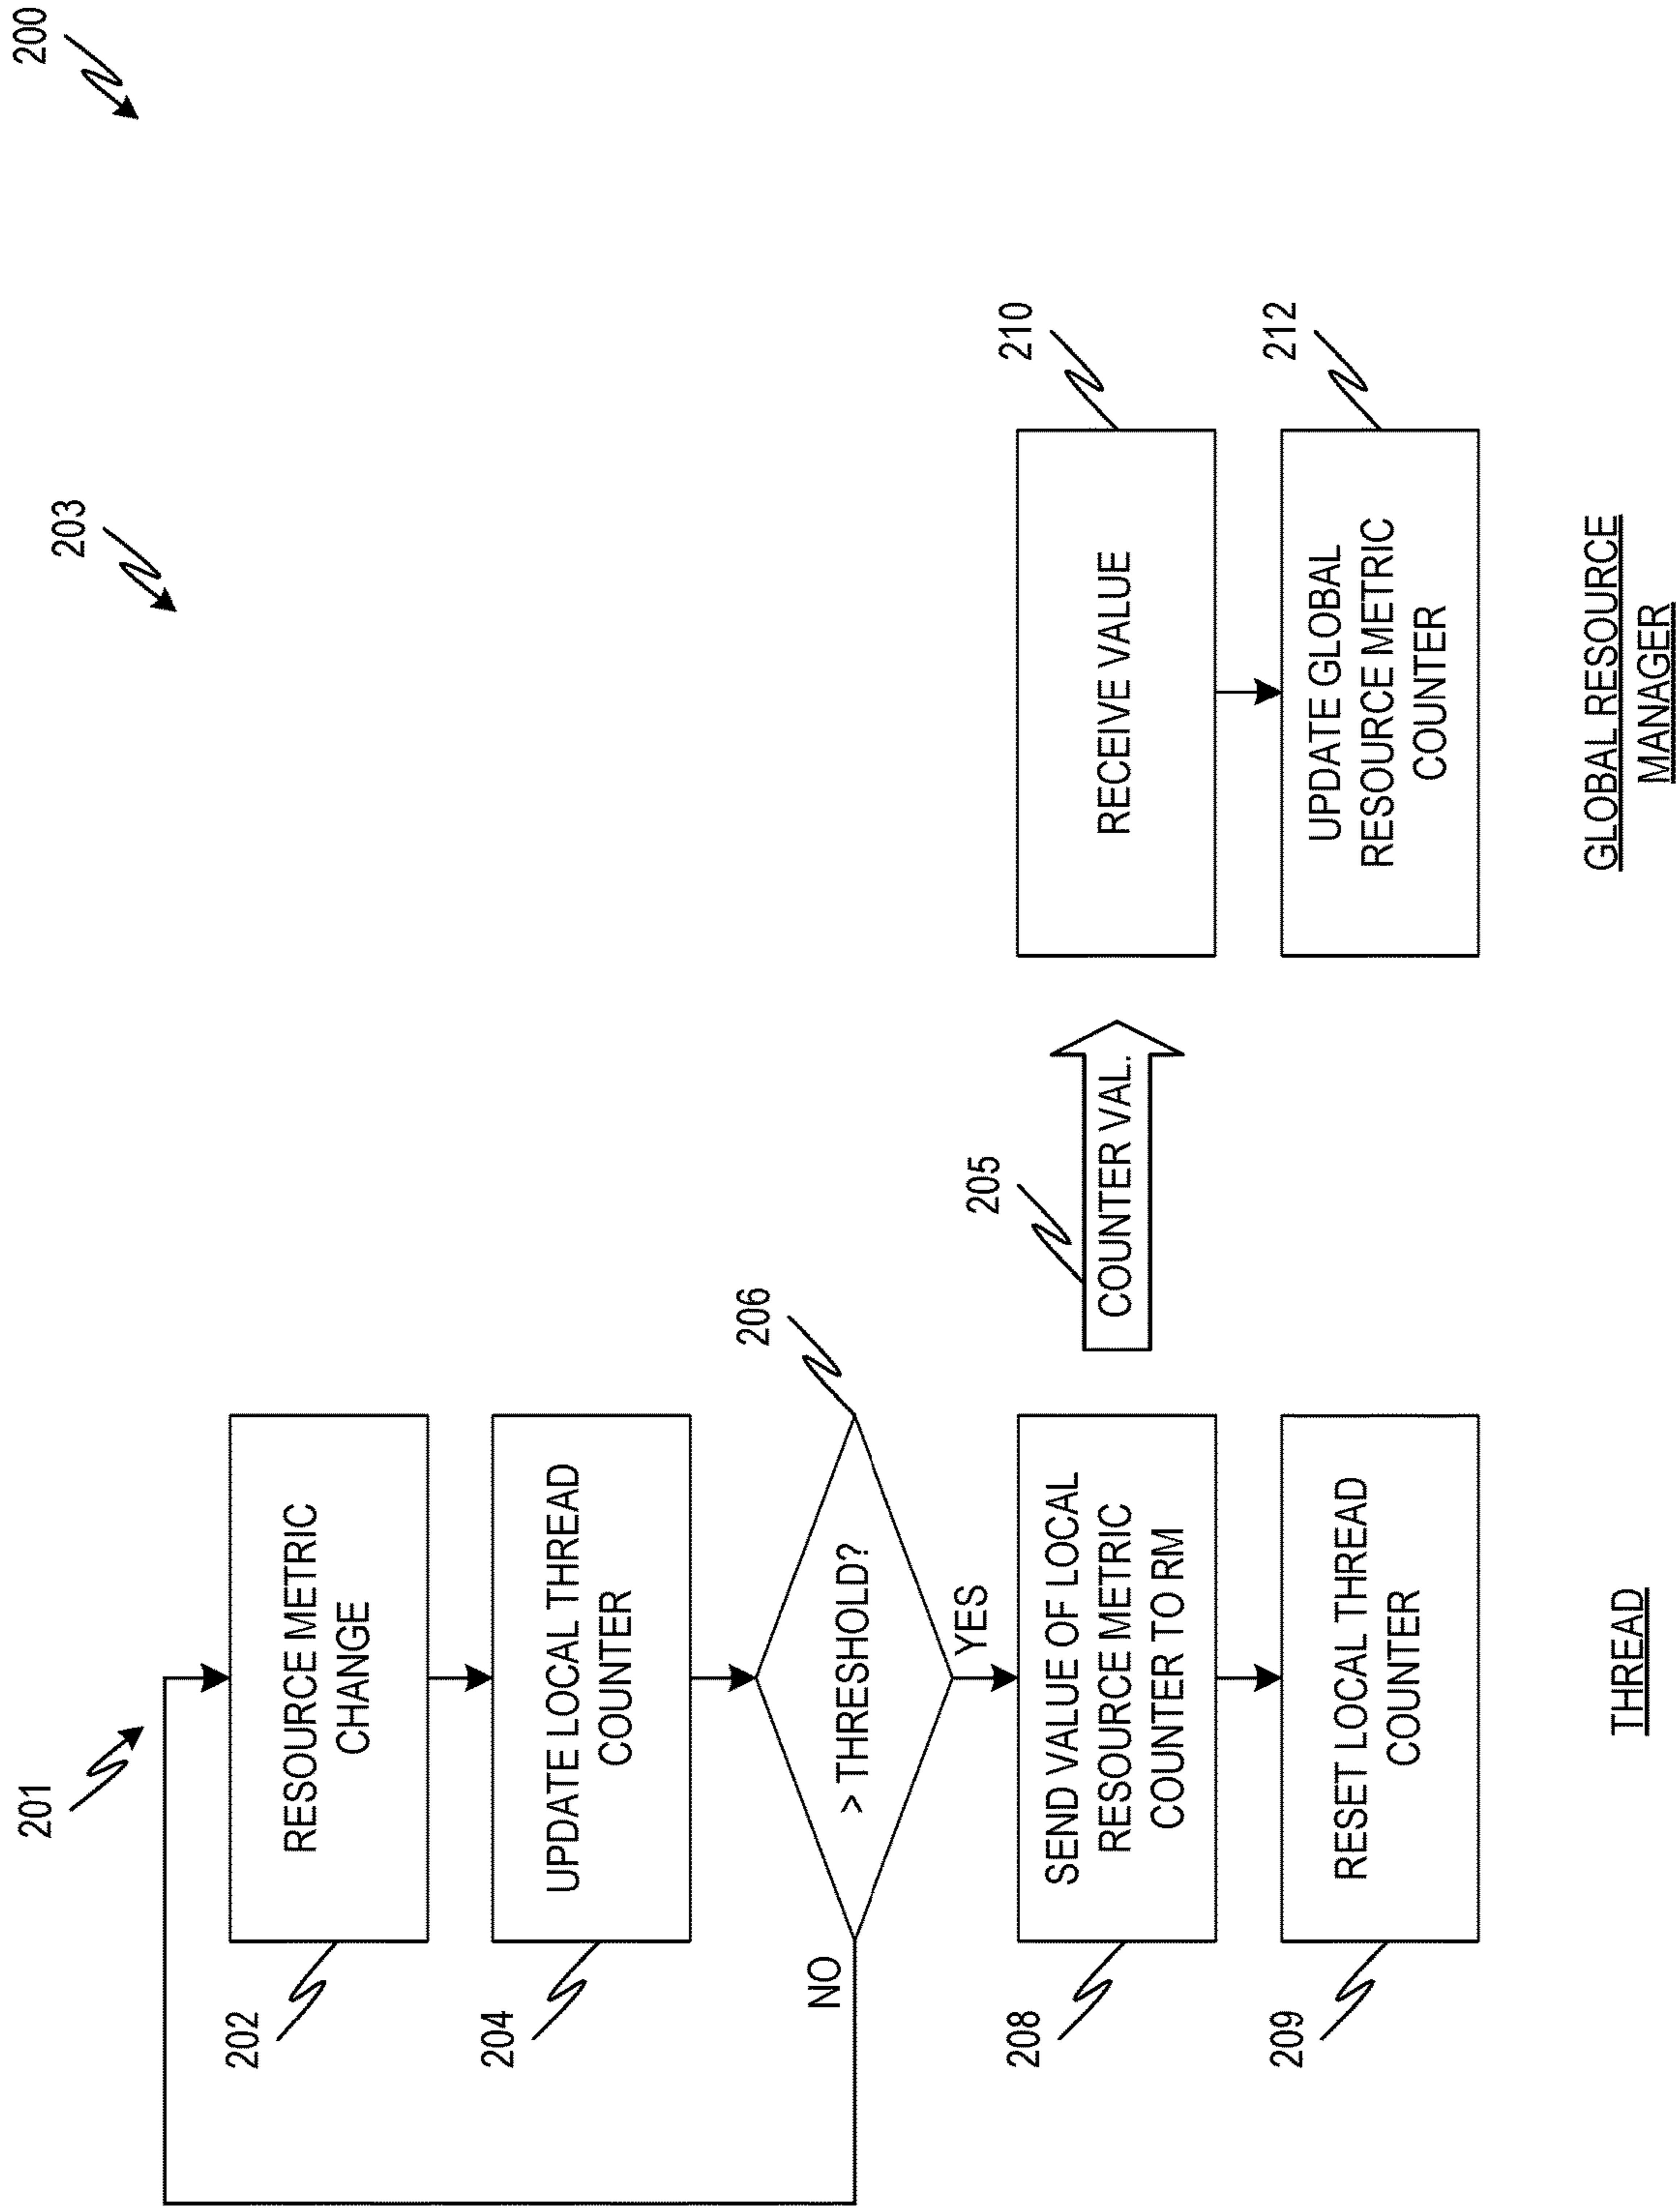 200
201
203
202
RESOURCE METRIC
CHANGE
204
UPDATE LOCAL THREAD
COUNTER
206
> THRESHOLD?
NO
YES
208
SEND VALUE OF LOCAL
RESOURCE METRIC
COUNTER TO RM
205
COUNTER VAL.
210
RECEIVE VALUE
209
RESET LOCAL THREAD
COUNTER
212
UPDATE GLOBAL
RESOURCE METRIC
COUNTER
THREAD
GLOBAL RESOURCE
MANAGER